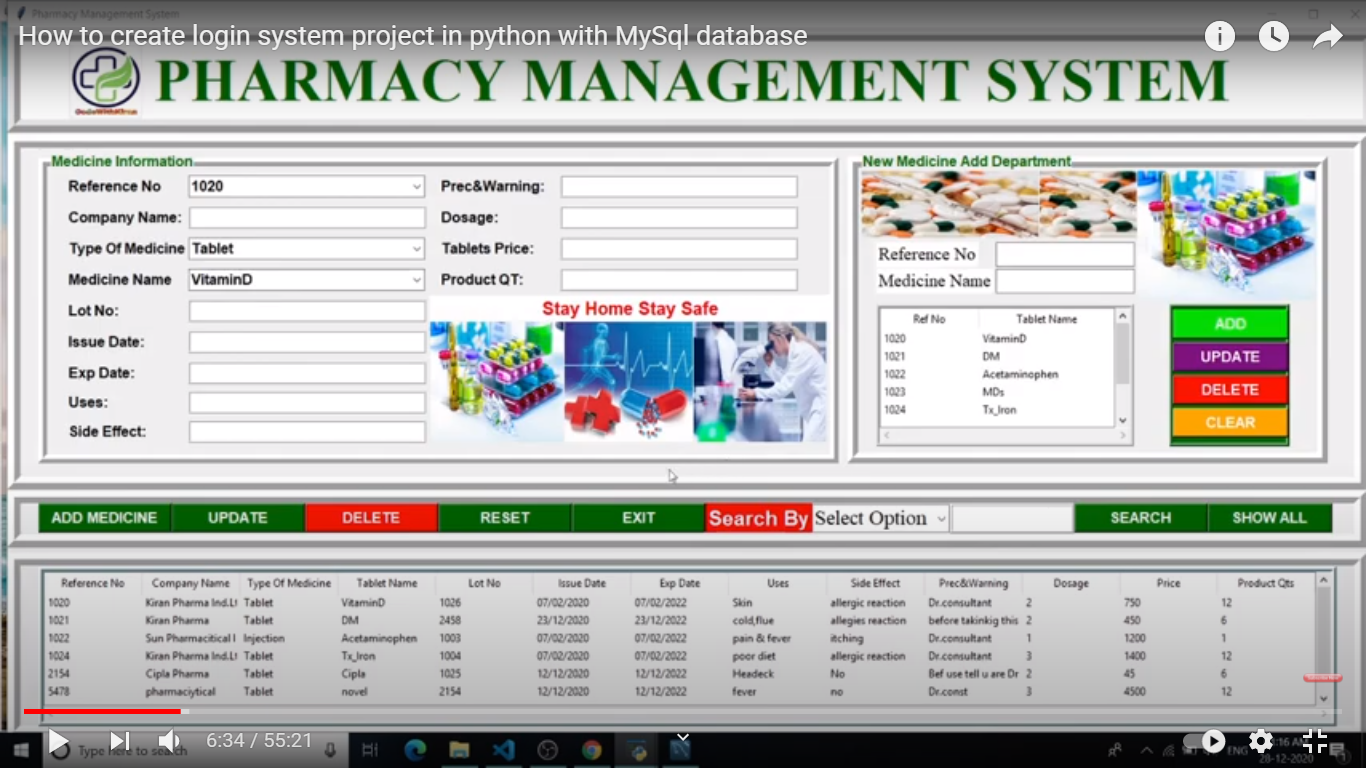 Pharmacy Management System
How to create login system project in python with MySql database
PHARMACY MANAGEMENT SYSTEM
Medicine Information
Reference No 1020
Company Name:
Type Of Medicine Tablet
Medicine Name VitaminD
Lot No:
Issue Date:
Exp Date:
Uses:
Side Effect:
Prec&Warning:
Dosage:
Tablets Price:
Product QT:
Stay Home Stay Safe
New Medicine Add Department
Reference No
Medicine Name
Ref No Tablet Name
1020 VitaminD
1021 DM
1022 Acetaminophen
1023 MDs
1024 Tx_Iron
ADD
UPDATE
DELETE
CLEAR
ADD MEDICINE UPDATE DELETE RESET EXIT Search By Select Option SEARCH SHOW ALL
Reference No Company Name Type Of Medicine Tablet Name Lot No Issue Date Exp Date Uses Side Effect Prec&Warning Dosage Price Product Qts
1020 Kiran Pharma Ind.Lt Tablet VitaminD 1026 07/02/2020 07/02/2022 Skin allergic reaction Dr.consultant 2 750 12
1021 Kiran Pharma Tablet DM 2458 23/12/2020 23/12/2022 cold,flue allegies reaction before takinkig this 2 450 6
1022 Sun Pharmacitical I Injection Acetaminophen 1003 07/02/2020 07/02/2022 pain & fever itching Dr.consultant 1 1200 1
1024 Kiran Pharma Ind.Lt Tablet Tx_Iron 1004 07/02/2020 07/02/2022 poor diet allergic reaction Dr.consultant 3 1400 12
2154 Cipla Pharma Tablet Cipla 1025 12/12/2020 12/12/2022 Headeck No Bef use tell u are Dr 2 45 6
5478 pharmaciytical Tablet novel 2154 12/12/2020 12/12/2022 fever no Dr.const 3 4500 12
6:34 / 55:21
Type here to search
ENG
:16 AM
28-12-2020